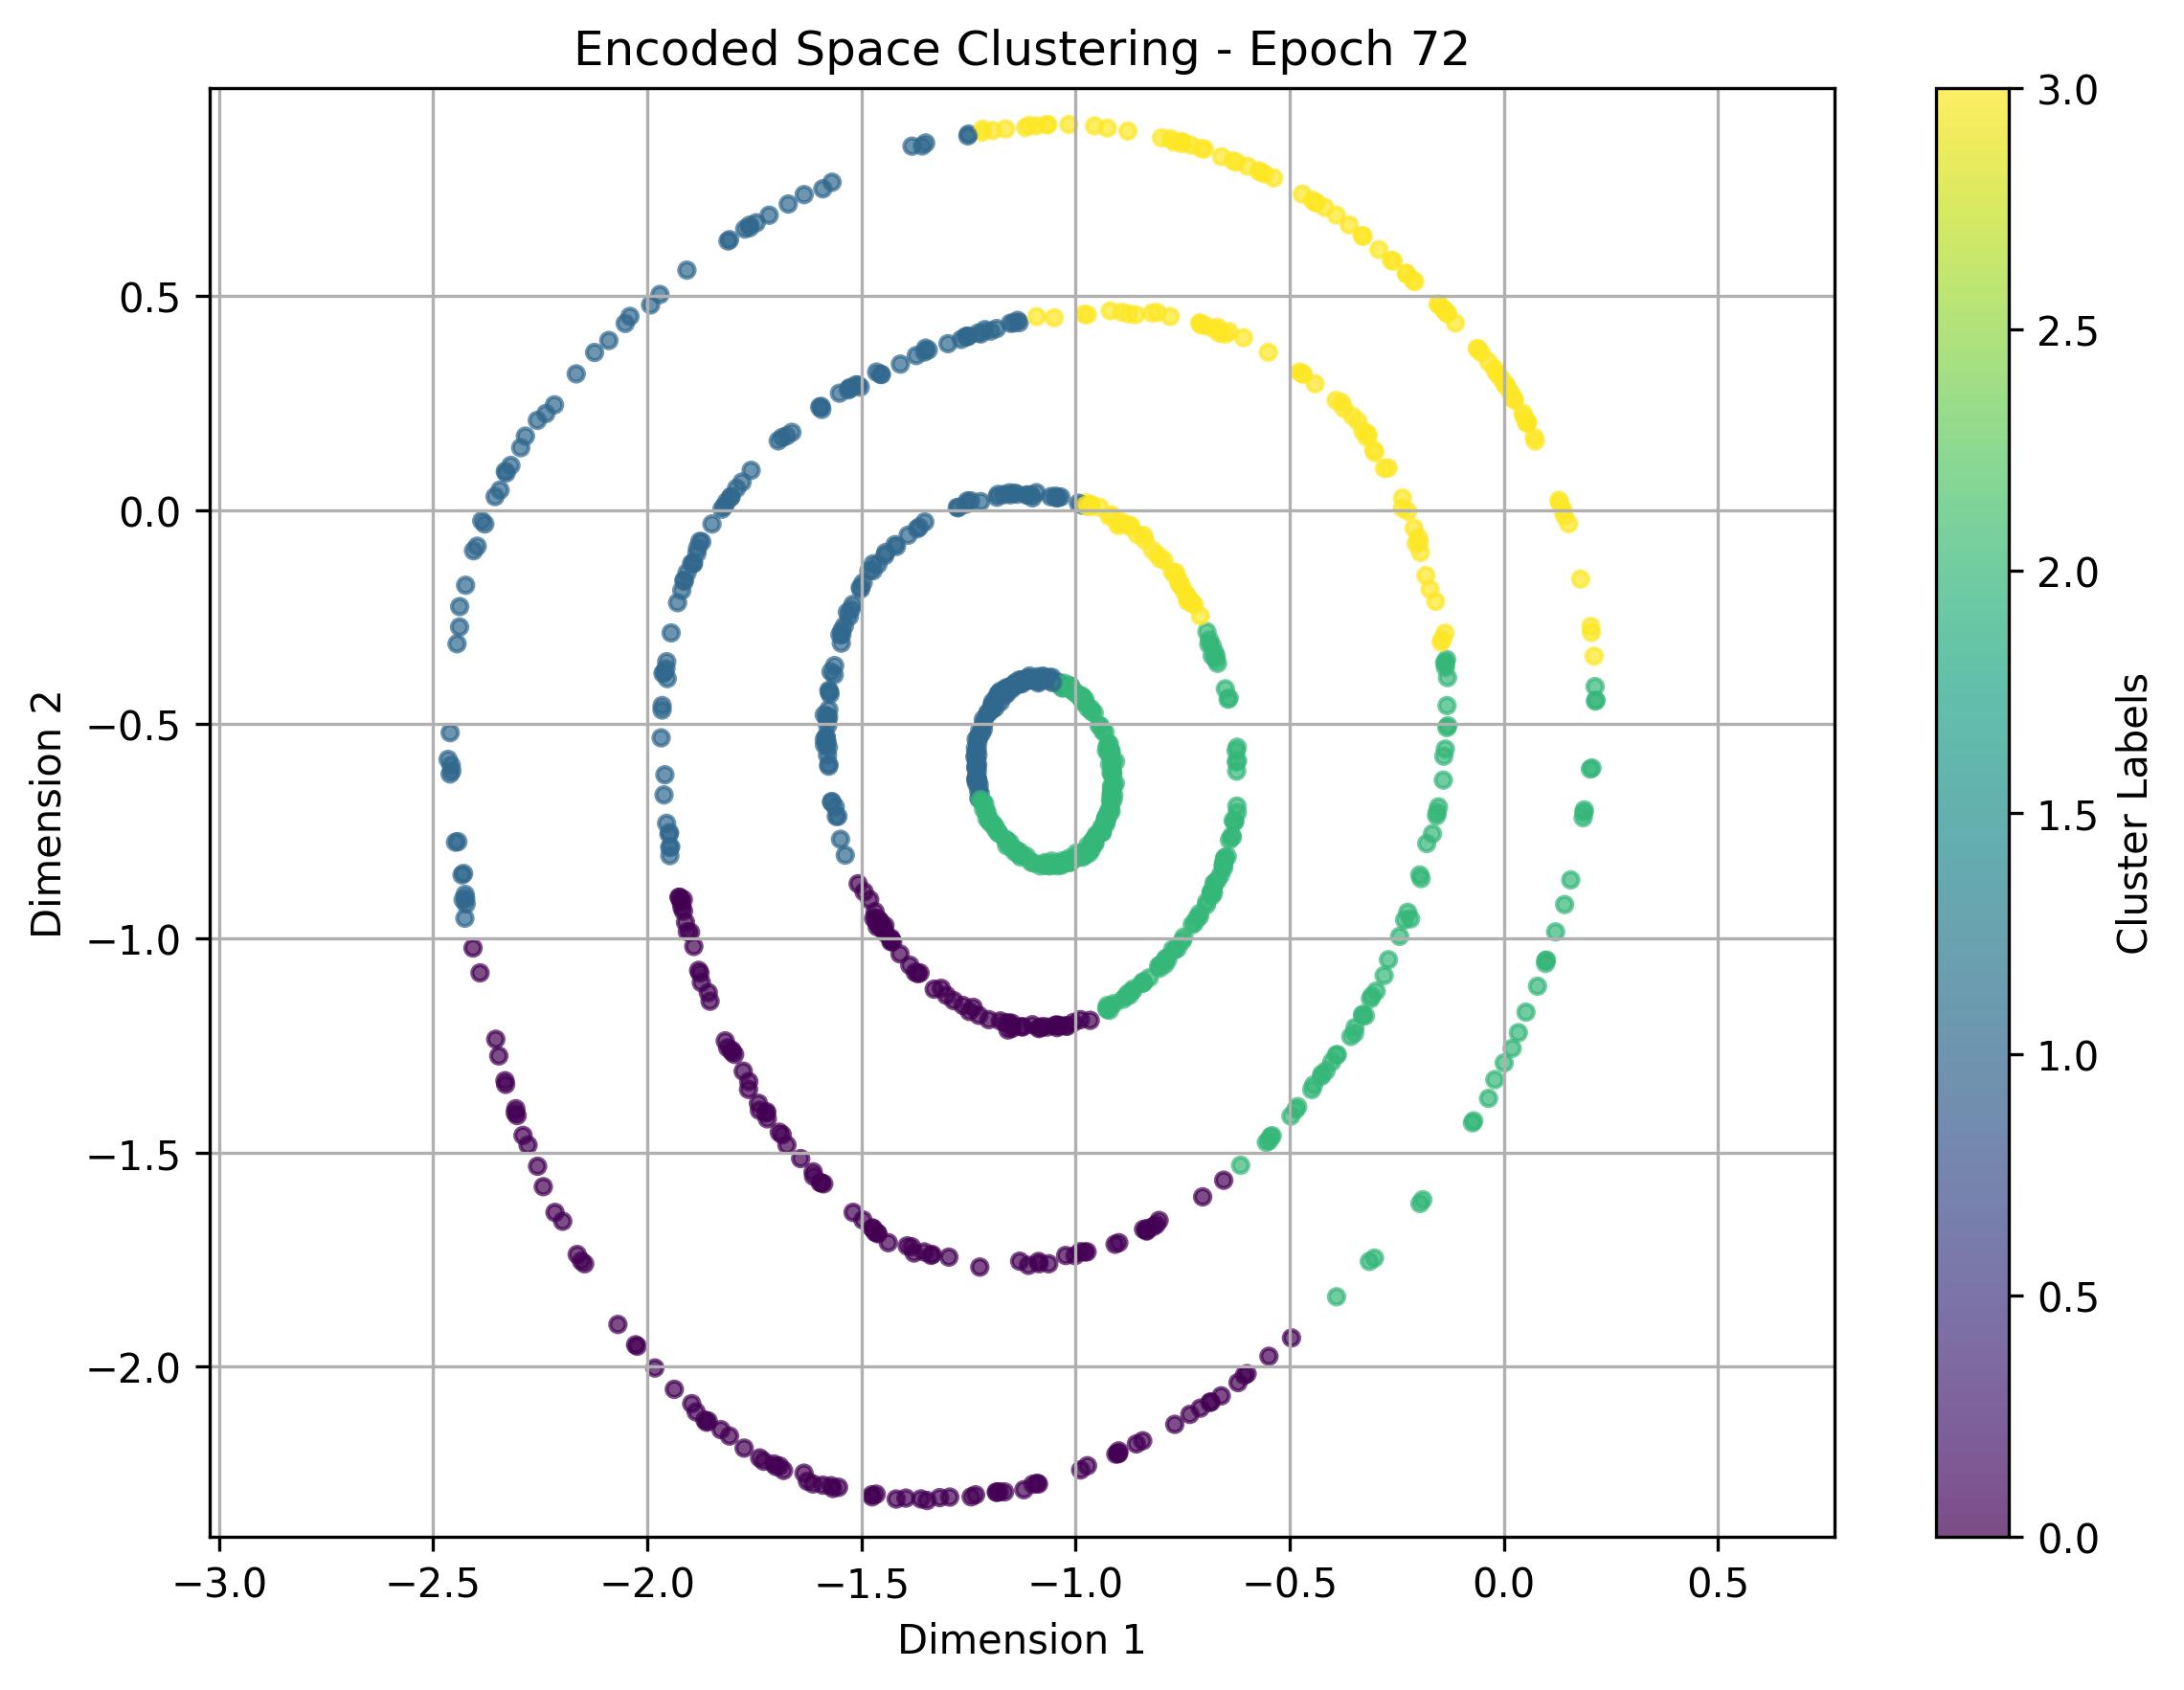 Encoded Space Clustering - Epoch 72
3.0
2.5
2.0
1.5
1.0
0.5
0.0
Cluster Labels
Dimension 2
0.5
0.0
−0.5
−1.0
−1.5
−2.0
−3.0 −2.5 −2.0 −1.5 −1.0 −0.5 0.0 0.5
Dimension 1